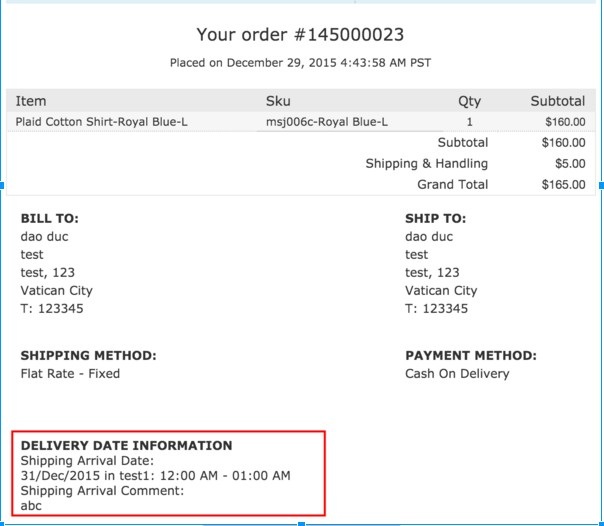 Your order #145000023
Placed on December 29, 2015 4:43:58 AM PST
Item Sku Qty Subtotal
Plaid Cotton Shirt-Royal Blue-L msj006c-Royal Blue-L 1 $160.00
Subtotal $160.00
Shipping & Handling $5.00
Grand Total $165.00
BILL TO: SHIP TO:
dao duc dao duc
test test
test, 123 test, 123
Vatican City Vatican City
T: 123345 T: 123345
SHIPPING METHOD: PAYMENT METHOD:
Flat Rate - Fixed Cash On Delivery
DELIVERY DATE INFORMATION
Shipping Arrival Date:
31/Dec/2015 in test1: 12:00 AM - 01:00 AM
Shipping Arrival Comment:
abc